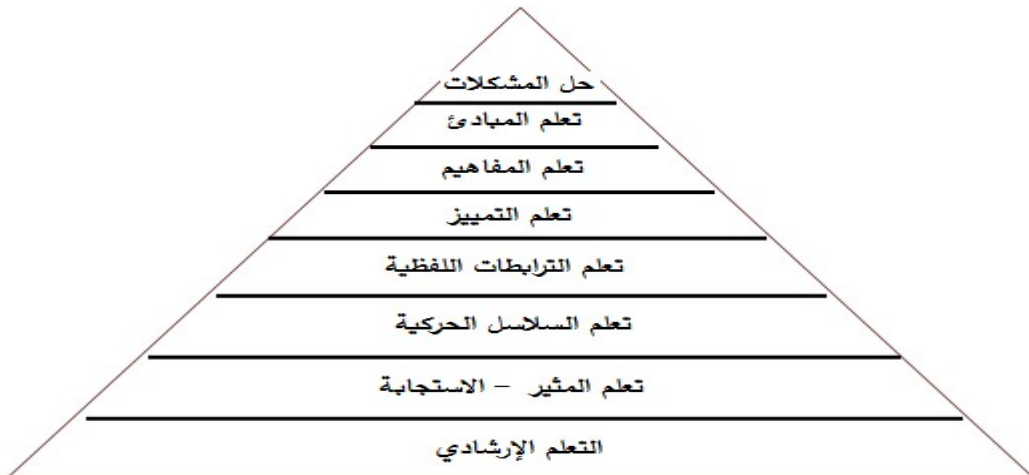 حل المشكلات
تعلم المبادئ
تعلم المفاهيم
تعلم التمييز
تعلم الترابطات اللفظية
تعلم السلاسل الحركية
تعلم المثير – الاستجابة
التعلم الإرشادي